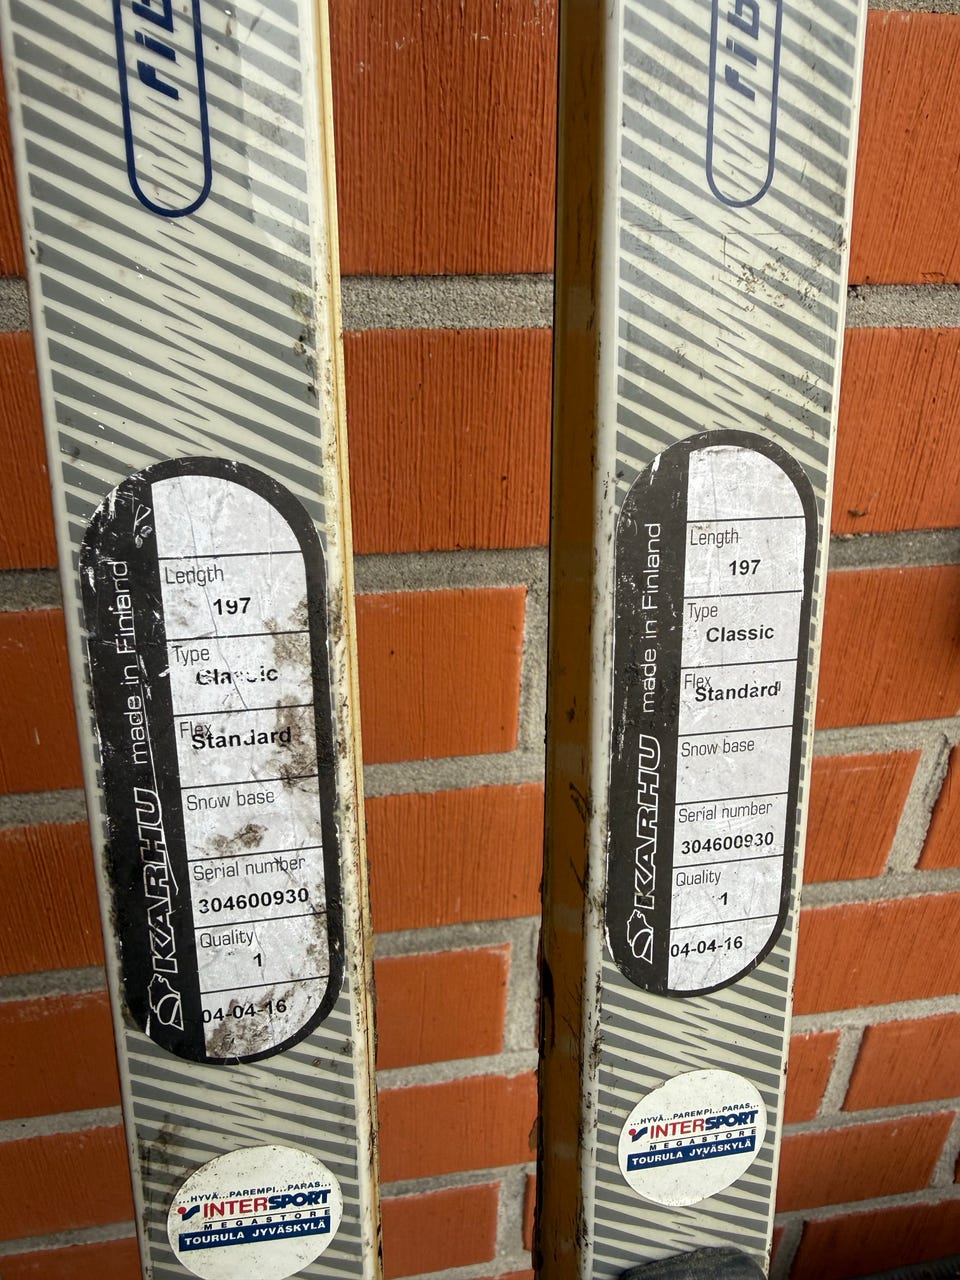 Length
197
Type
Classic
Flex
Standard
Snow base
Serial number
304600930
Quality
1
04-04-16
KARHU made in Finland
...HYVÄ...PAREMPI...PARAS...
INTERSPORT
MEGASTORE
TOURULA JYVÄSKYLÄ
Length
197
Type
Classic
Flex
Standard
Snow base
Serial number
304600930
Quality
1
04-04-16
KARHU made in Finland
...HYVÄ...PAREMPI...PARAS...
INTERSPORT
MEGASTORE
TOURULA JYVÄSKYLÄ